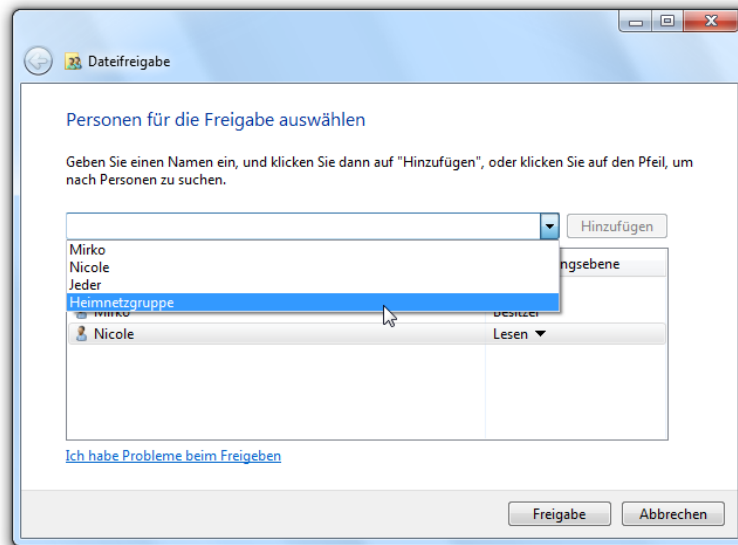 Dateifreigabe
Personen für die Freigabe auswählen
Geben Sie einen Namen ein, und klicken Sie dann auf "Hinzufügen", oder klicken Sie auf den Pfeil, um
nach Personen zu suchen.
Hinzufügen
Mirko
Nicole
Jeder
Heimnetzgruppe
ngsebene
Mirko Besitzer
Nicole Lesen
Ich habe Probleme beim Freigeben
Freigabe Abbrechen